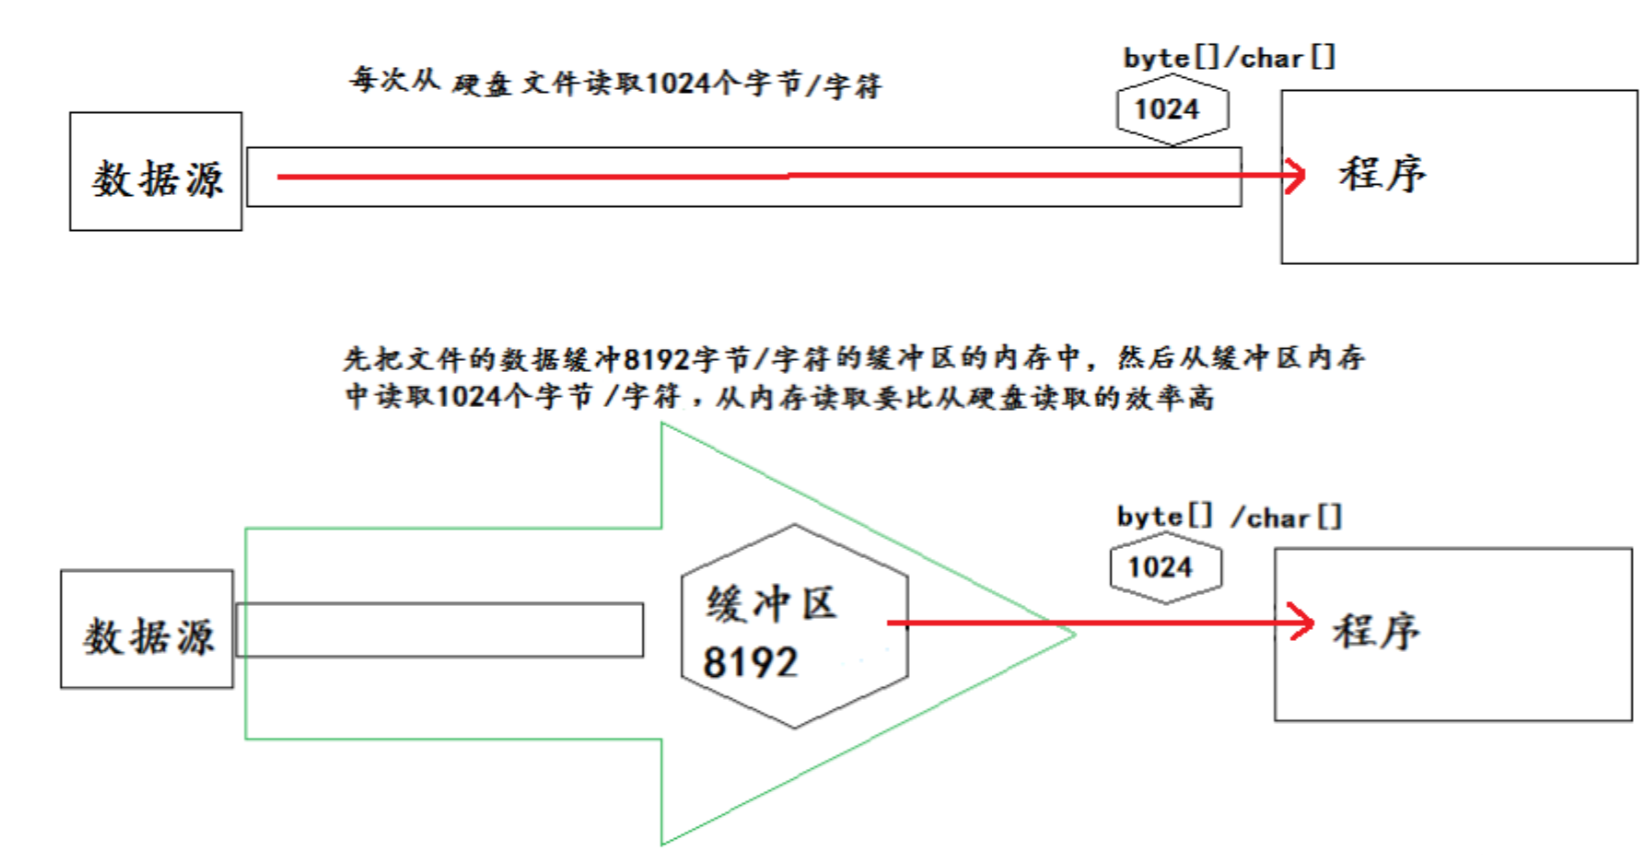 每次从 硬盘 文件读取1024个字节/字符
byte[]/char[]
1024
数据源
程序
先把文件的数据缓冲8192字节/字符的缓冲区的内存中，然后从缓冲区内存
中读取1024个字节 /字符 ，从内存读取要比从硬盘读取的效率高
byte[] /char[]
1024
数据源
缓冲区
8192
程序